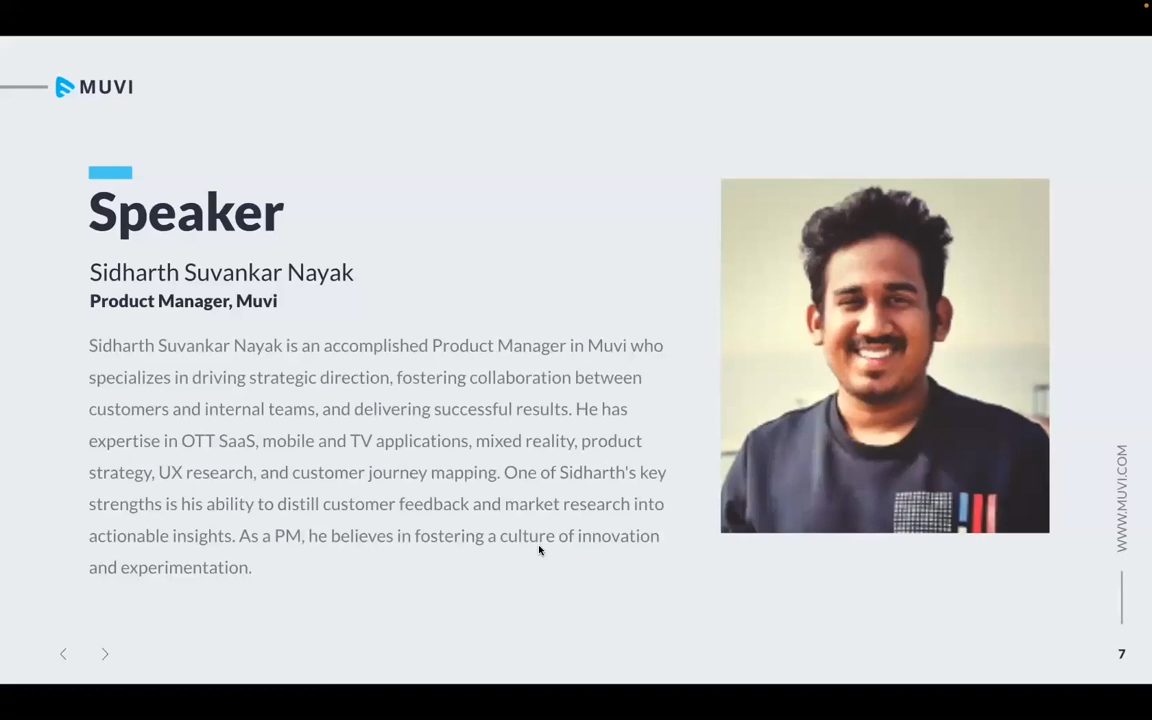 MUVI
Speaker
Sidharth Suvankar Nayak
Product Manager, Muvi
Sidharth Suvankar Nayak is an accomplished Product Manager in Muvi who
specializes in driving strategic direction, fostering collaboration between
customers and internal teams, and delivering successful results. He has
expertise in OTT SaaS, mobile and TV applications, mixed reality, product
strategy, UX research, and customer journey mapping. One of Sidharth's key
strengths is his ability to distill customer feedback and market research into
actionable insights. As a PM, he believes in fostering a culture of innovation
and experimentation.
WWW.MUVI.COM
7